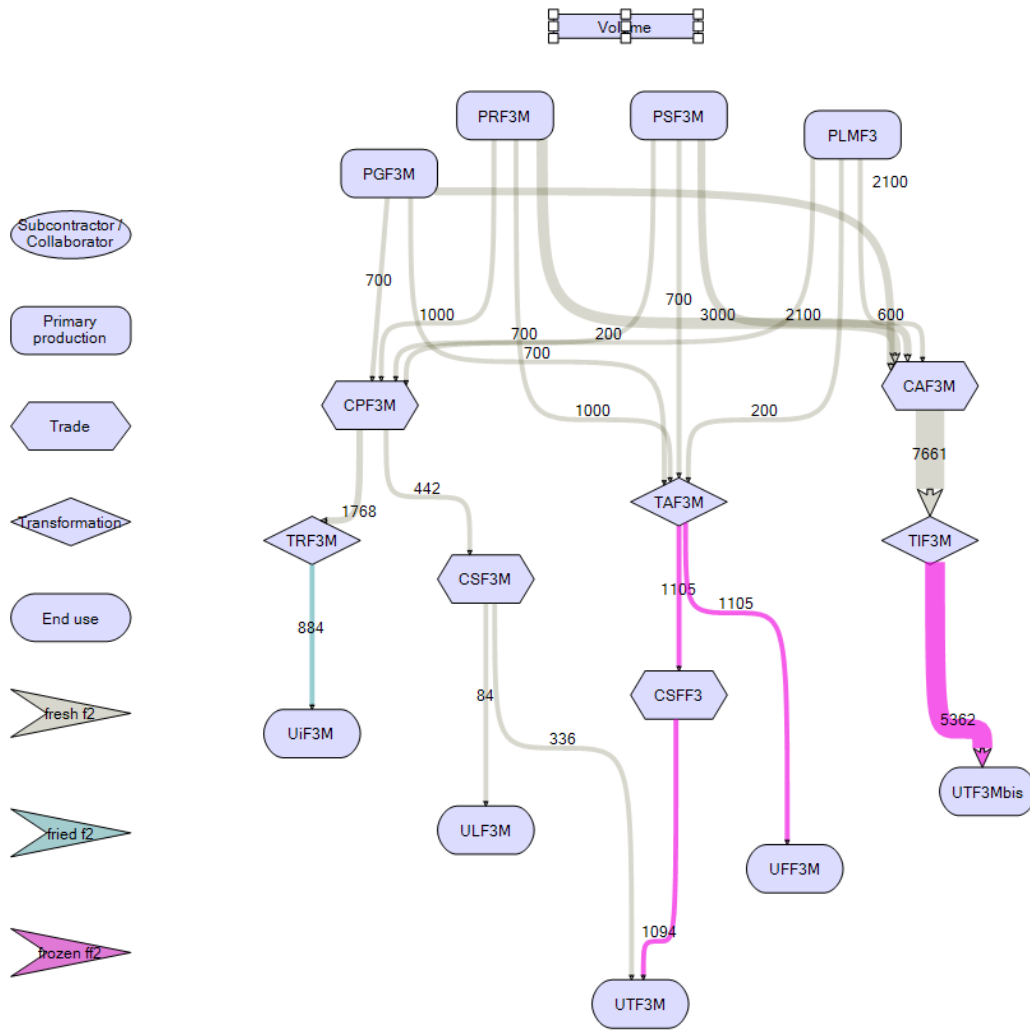 Volume
PRF3M
PSF3M
PLMF3
PGF3M
2100
Subcontractor /
Collaborator
700
700
1000
3000
2100
600
Primary
production
700
200
700
CAF3M
CPF3M
1000
200
Trade
7661
442
TAF3M
1768
Transformation
TRF3M
TIF3M
CSF3M
1105
1105
End use
884
84
CSFF3
fresh f2
5362
UiF3M
336
UTF3Mbis
ULF3M
fried f2
UFF3M
1094
frozen ff2
UTF3M